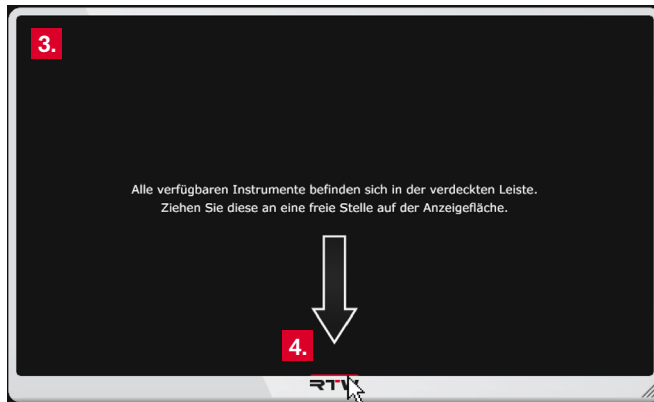 3.
Alle verfügbaren Instrumente befinden sich in der verdeckten Leiste.
Ziehen Sie diese an eine freie Stelle auf der Anzeigefläche.
4.
RTW